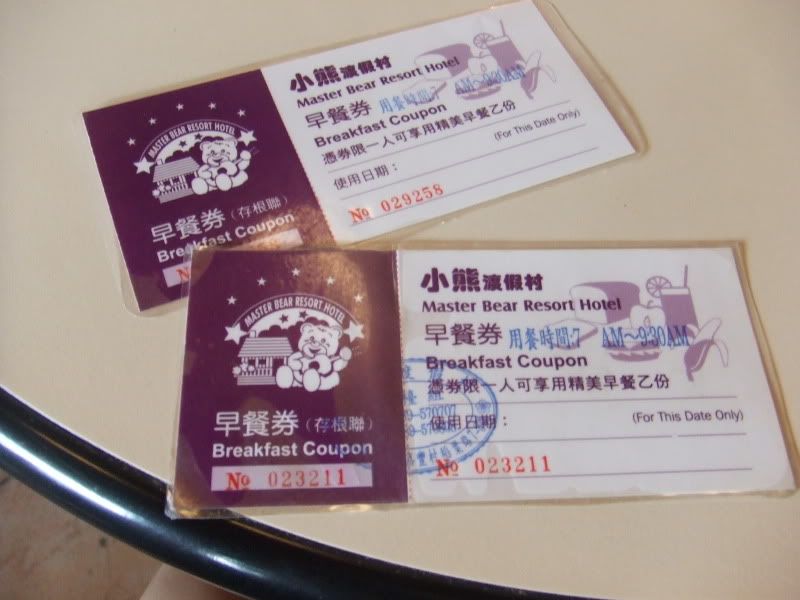 MASTER BEAR RESORT HOTEL
早餐券（存根聯）
Breakfast Coupon
小熊渡假村
Master Bear Resort Hotel
早餐券 用餐時間:7 AM～9:30AM
Breakfast Coupon
憑券限一人可享用精美早餐乙份
(For This Date Only)
使用日期：
№ 029258
MASTER BEAR RESORT HOTEL
早餐券（存根聯）
Breakfast Coupon
№ 023211
小熊渡假村
Master Bear Resort Hotel
早餐券 用餐時間:7 AM～9:30AM
Breakfast Coupon
憑券限一人可享用精美早餐乙份
使用日期：
(For This Date Only)
№ 023211